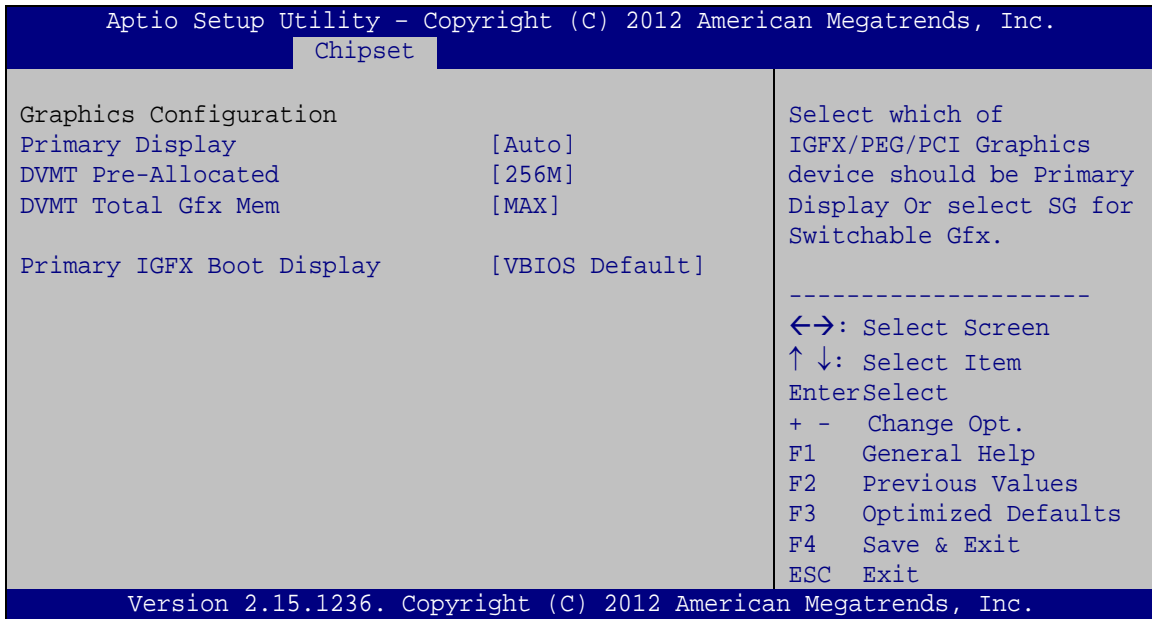 Aptio Setup Utility – Copyright (C) 2012 American Megatrends, Inc.
Chipset
Graphics Configuration
Primary Display [Auto]
DVMT Pre-Allocated [256M]
DVMT Total Gfx Mem [MAX]
Primary IGFX Boot Display [VBIOS Default]
Select which of
IGFX/PEG/PCI Graphics
device should be Primary
Display Or select SG for
Switchable Gfx.
---------------------
←→: Select Screen
↑ ↓: Select Item
EnterSelect
+ - Change Opt.
F1 General Help
F2 Previous Values
F3 Optimized Defaults
F4 Save & Exit
ESC Exit
Version 2.15.1236. Copyright (C) 2012 American Megatrends, Inc.